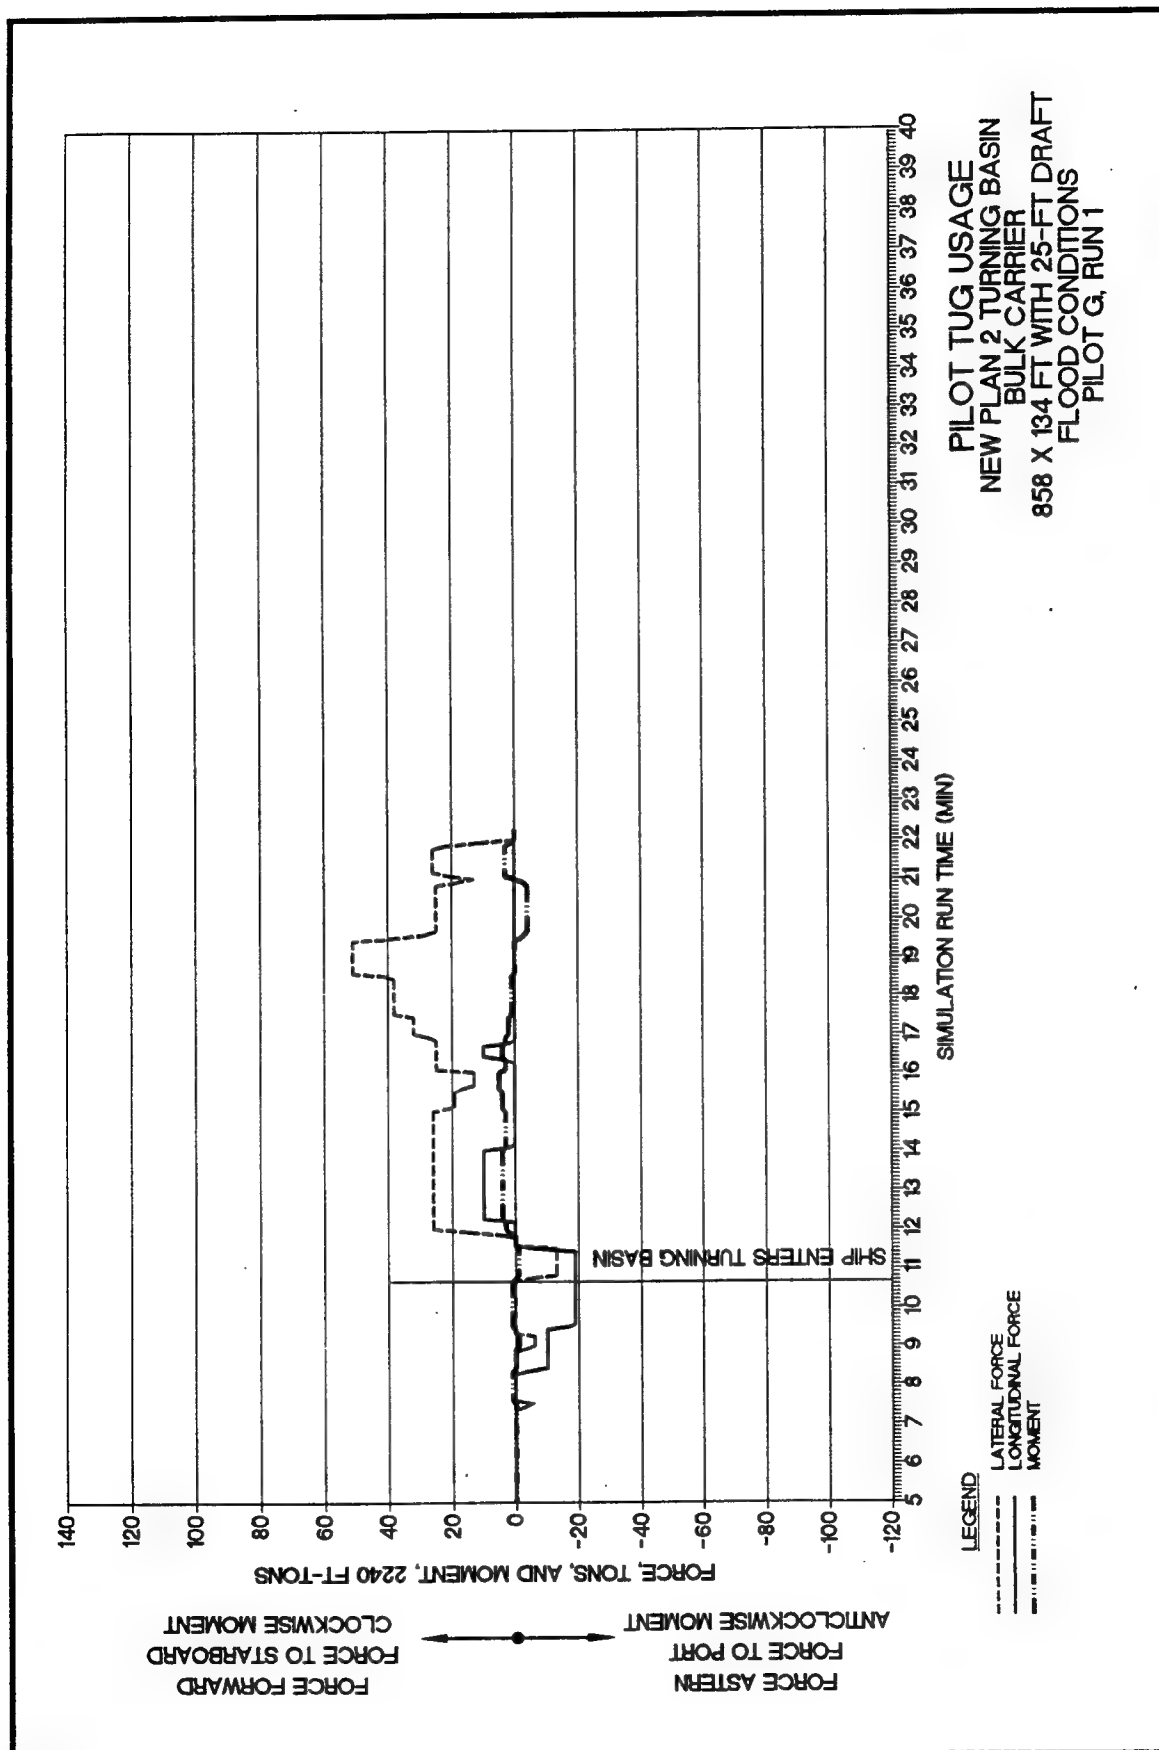 FORCE FORWARD
FORCE TO STARBOARD
CLOCKWISE MOMENT
FORCE ASTERN
FORCE TO PORT
ANTICLOCKWISE MOMENT
FORCE, TONS, AND MOMENT, 2240 FT-TONS
140
120
100
80
60
40
20
0
-20
-40
-60
-80
-100
-120
SHIP ENTERS TURNING BASIN
5 6 7 8 9 10 11 12 13 14 15 16 17 18 19 20 21 22 23 24 25 26 27 28 29 30 31 32 33 34 35 36 37 38 39 40
SIMULATION RUN TIME (MIN)
LEGEND
LATERAL FORCE
LONGITUDINAL FORCE
MOMENT
PILOT TUG USAGE
NEW PLAN 2 TURNING BASIN
BULK CARRIER
858 X 134 FT WITH 25-FT DRAFT
FLOOD CONDITIONS
PILOT G, RUN 1